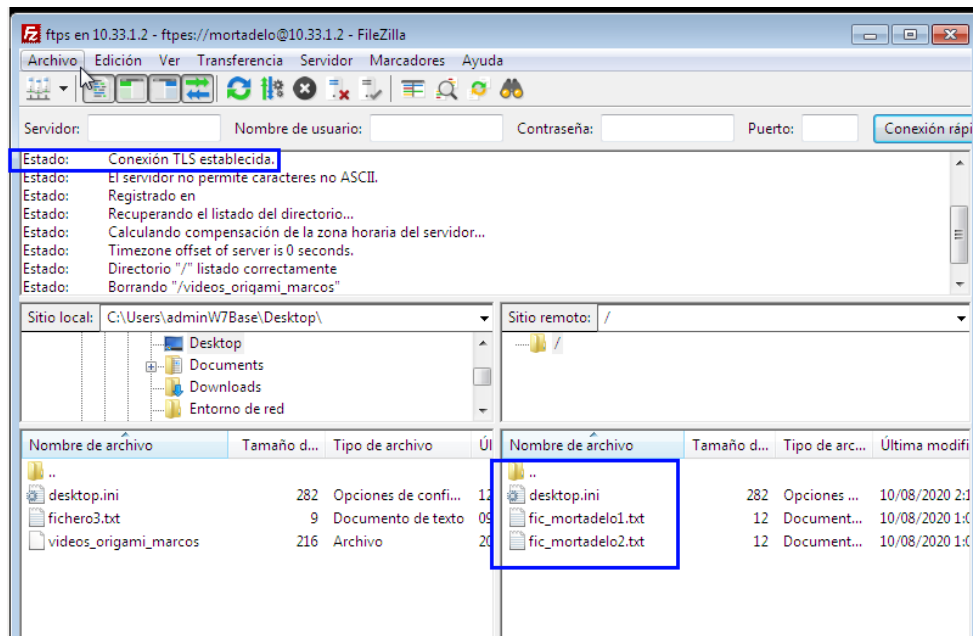 ftps en 10.33.1.2 - ftpes://mortadelo@10.33.1.2 - FileZilla
Archivo Edición Ver Transferencia Servidor Marcadores Ayuda
Servidor: Nombre de usuario: Contraseña: Puerto: Conexión rápi
Estado: Conexión TLS establecida.
Estado: El servidor no permite caracteres no ASCII.
Estado: Registrado en
Estado: Recuperando el listado del directorio...
Estado: Calculando compensación de la zona horaria del servidor...
Estado: Timezone offset of server is 0 seconds.
Estado: Directorio "/" listado correctamente
Estado: Borrando "/videos_origami_marcos"
Sitio local: C:\Users\adminW7Base\Desktop\ Sitio remoto: /
Desktop /
Documents
Downloads
Entorno de red
Nombre de archivo Tamaño d... Tipo de archivo Úl Nombre de archivo Tamaño d... Tipo de arc... Última modifi
.. ..
desktop.ini 282 Opciones de confi... 12 desktop.ini 282 Opciones ... 10/08/2020 2:1
fichero3.txt 9 Documento de texto 09 fic_mortadelo1.txt 12 Document... 10/08/2020 1:0
videos_origami_marcos 216 Archivo 20 fic_mortadelo2.txt 12 Document... 10/08/2020 1:0